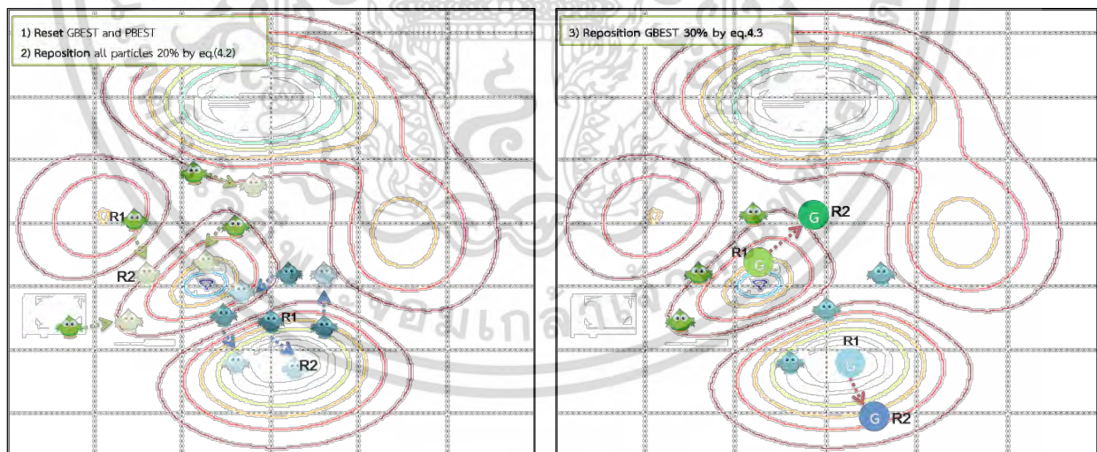 1) Reset GBEST and PBEST
2) Reposition all particles 20% by eq.(4.2)
R1
R2
R1
R2
3) Reposition GBEST 30% by eq.4.3
G
R2
R1
G
R1
G
G
R2